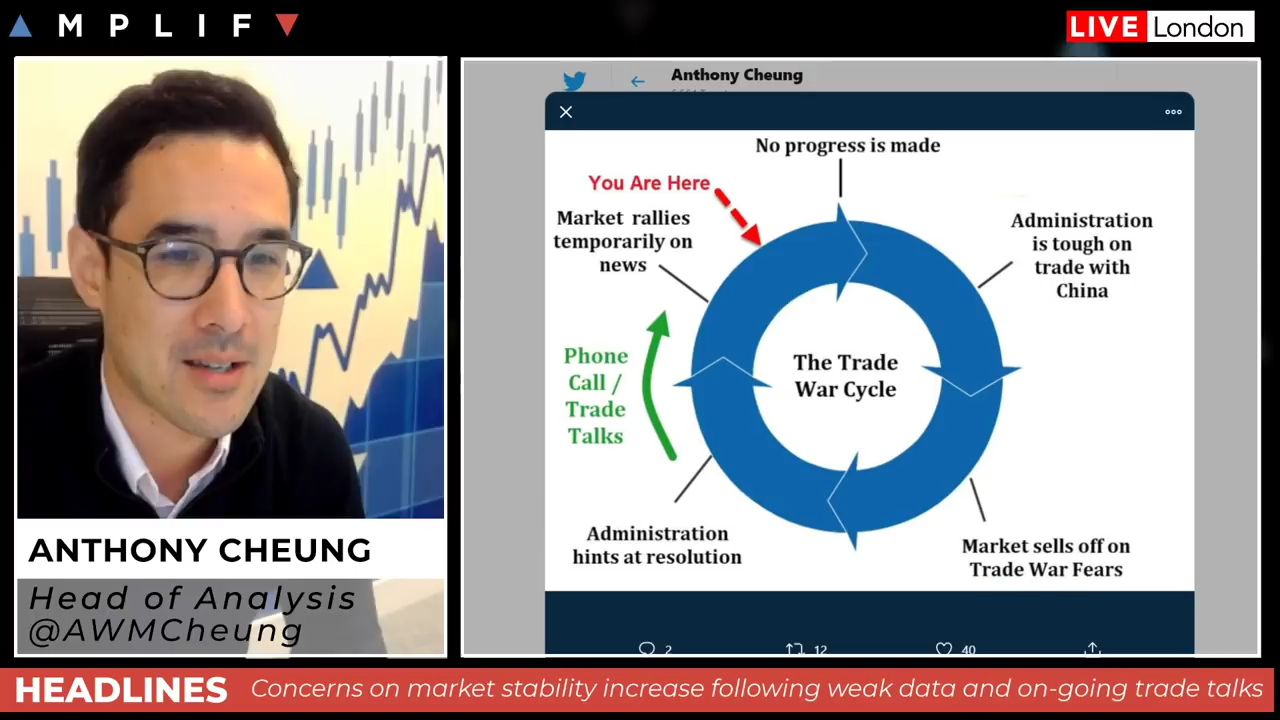 MPLIF
LIVE London
Anthony Cheung
No progress is made
You Are Here
Market rallies
temporarily on
news
Administration
is tough on
trade with
China
Phone
Call /
Trade
Talks
The Trade
War Cycle
Administration
hints at resolution
Market sells off on
Trade War Fears
2
12
40
ANTHONY CHEUNG
Head of Analysis
@AWMCheung
HEADLINES Concerns on market stability increase following weak data and on-going trade talks